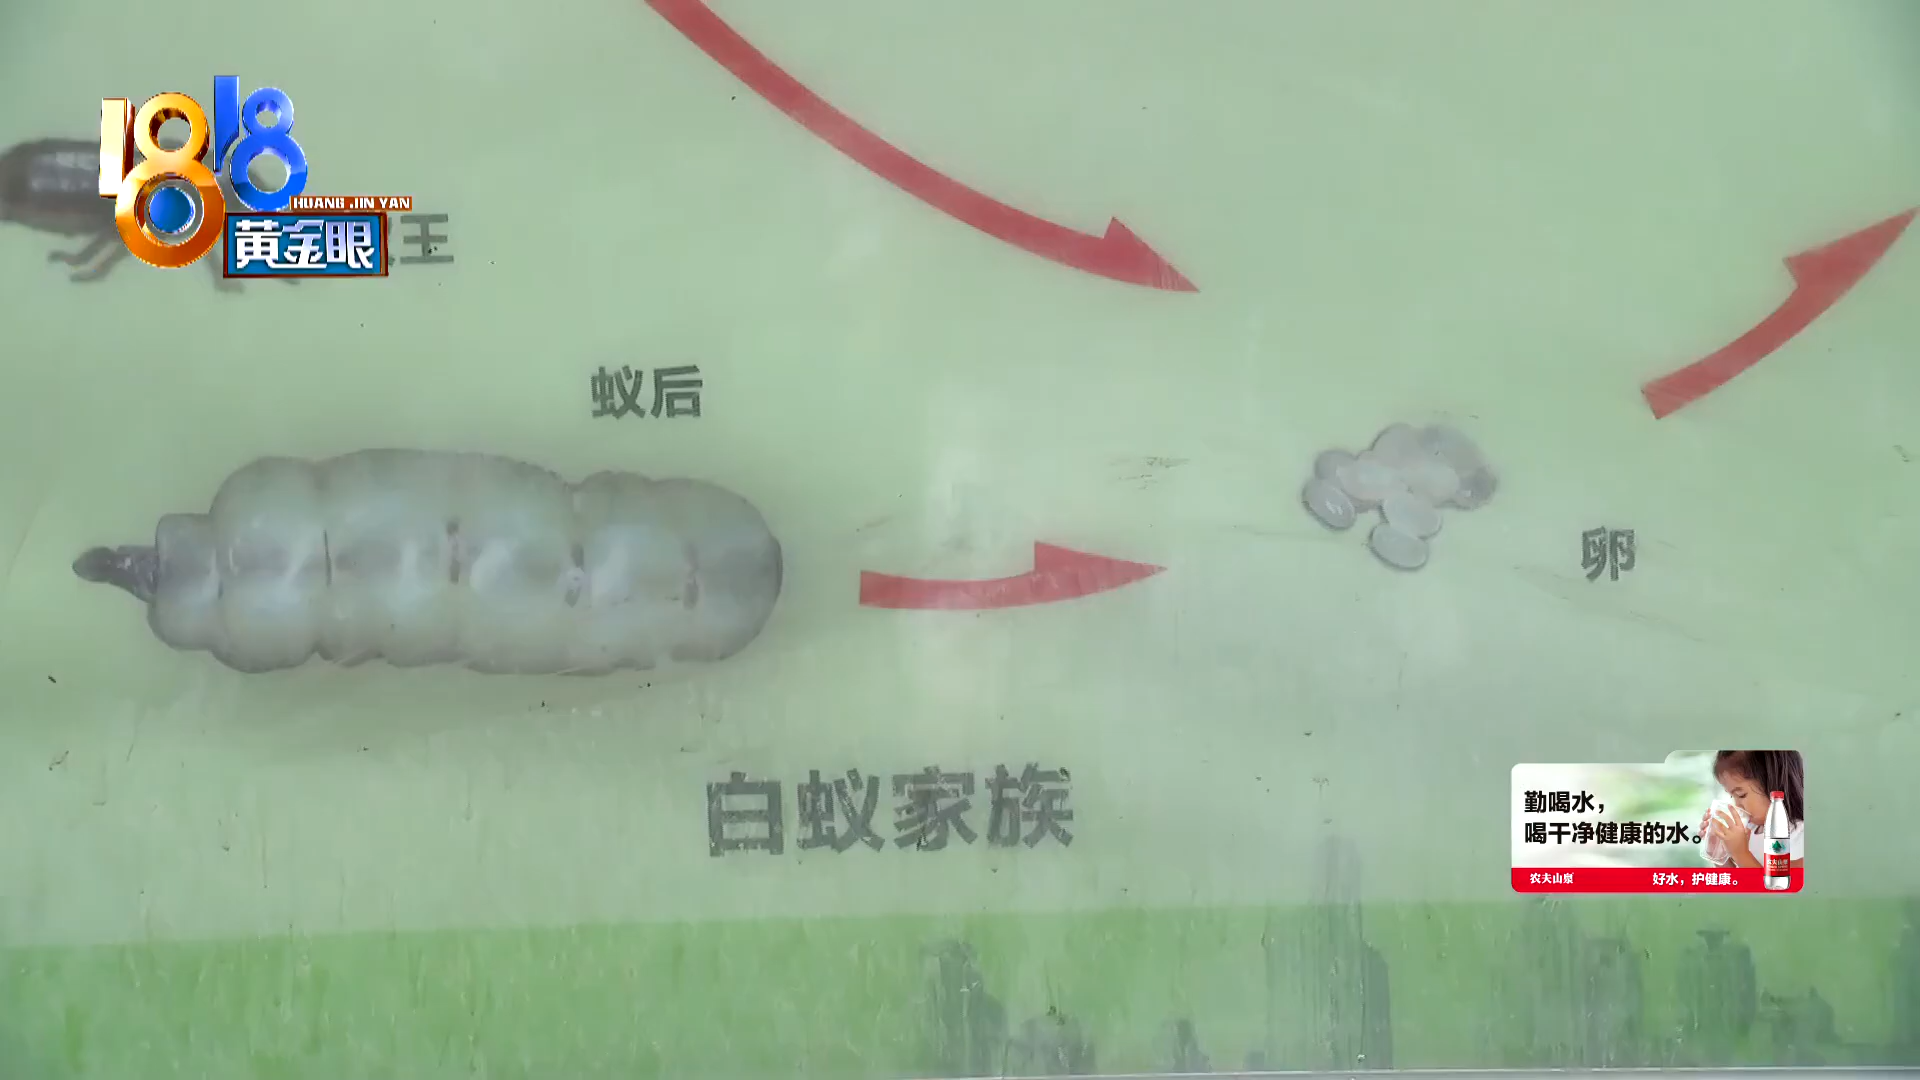 1818
HUANG JIN YAN
黄金眼
王
蚁后
卵
白蚁家族
勤喝水，
喝干净健康的水。
农夫山泉
好水，护健康。